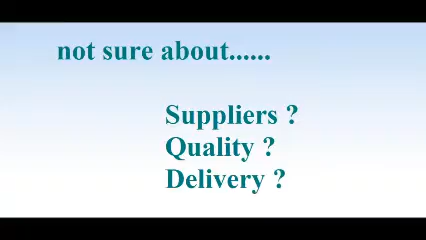 not sure about......
Suppliers ?
Quality ?
Delivery ?